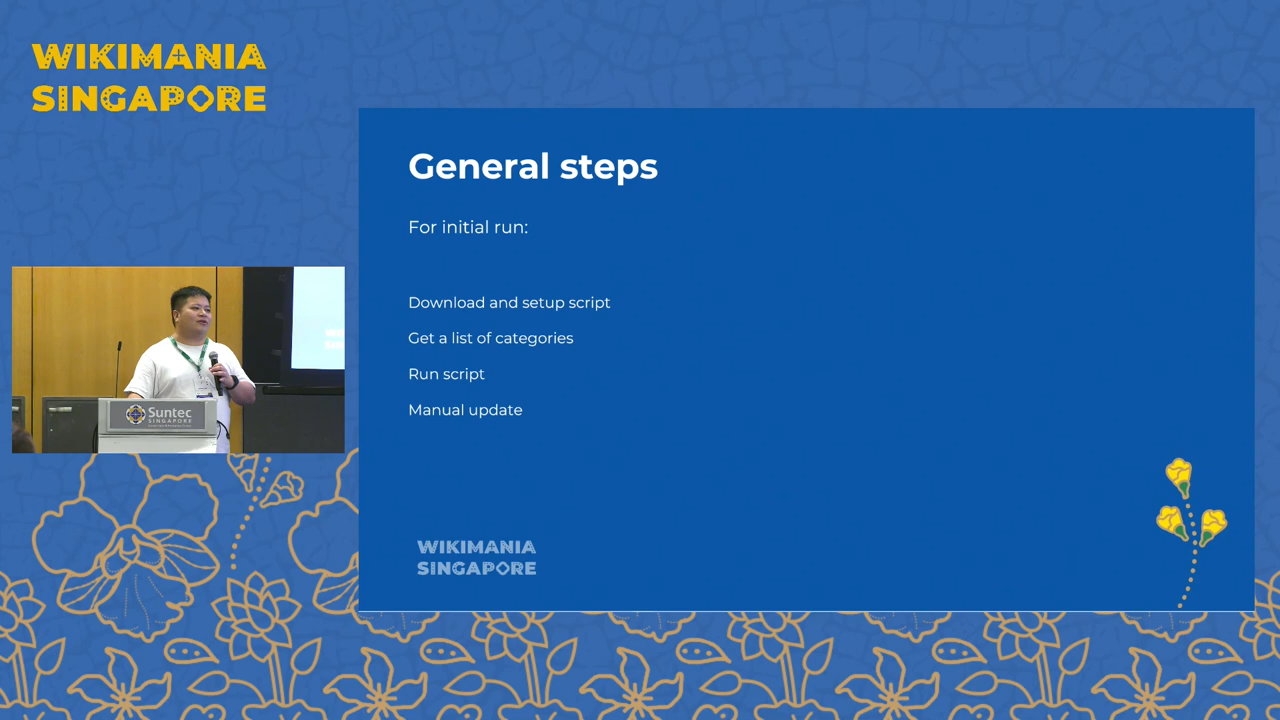 WIKIMANIA
SINGAPORE
General steps
For initial run:
Download and setup script
Get a list of categories
Run script
Manual update
Suntec
SINGAPORE
WIKIMANIA
SINGAPORE